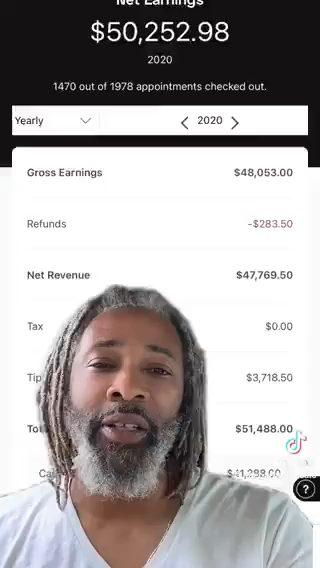 Net Earnings
$50,252.98
2020
1470 out of 1978 appointments checked out.
Yearly 2020
Gross Earnings $48,053.00
Refunds -$283.50
Net Revenue $47,769.50
Tax $0.00
Tip $3,718.50
Tot $51,488.00
Ca
?